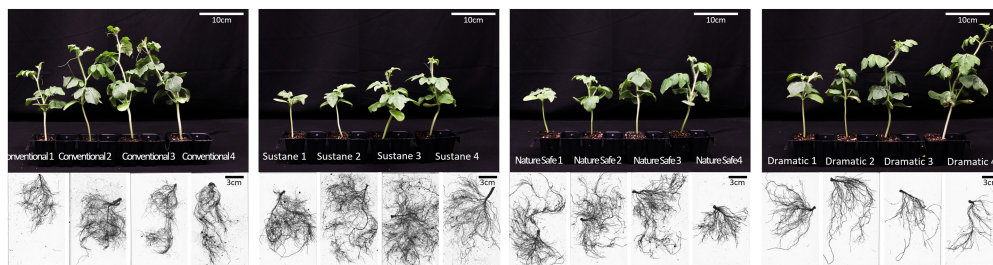 10cm
onventional 1 Conventional 2 Conventional 3 Conventional 4
3cm
10cm
Sustane 1 Sustane 2 Sustane 3 Sustane 4
3cm
10cm
Nature Safe 1 Nature Safe 2 Nature Safe 3 Nature Safe4
3cm
10cm
Dramatic 1 Dramatic 2 Dramatic 3 Dramatic 4
3cm